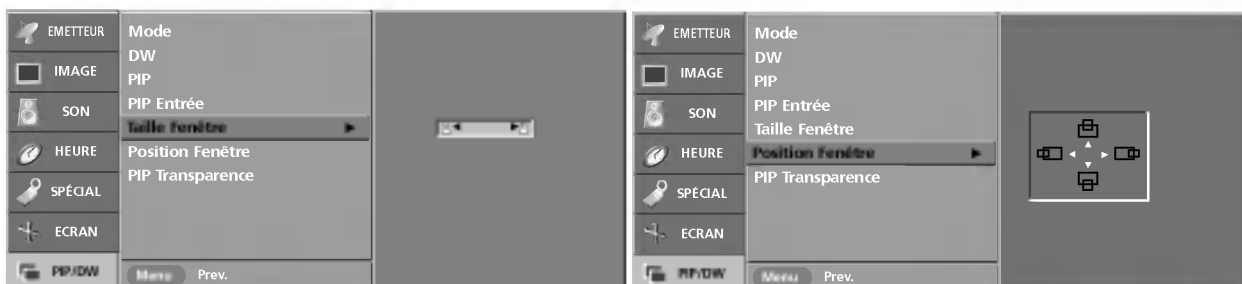 EMETTEUR
IMAGE
SON
HEURE
SPÉCIAL
ECRAN
PIP/DW
Mode
DW
PIP
PIP Entrée
Taille Fenêtre
Position Fenêtre
PIP Transparence
Menu Prev.
EMETTEUR
IMAGE
SON
HEURE
SPÉCIAL
ECRAN
PIP/DW
Mode
DW
PIP
PIP Entrée
Taille Fenêtre
Position Fenêtre
PIP Transparence
Menu Prev.